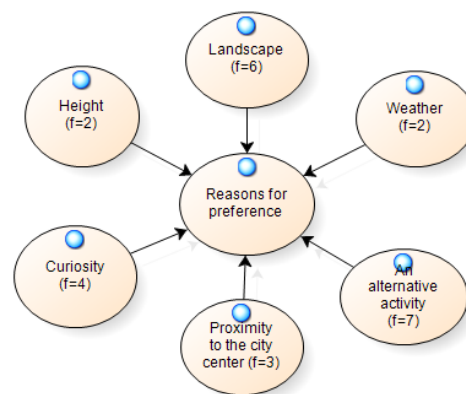 Landscape
(f=6)
Height
(f=2)
Weather
(f=2)
Reasons for
preference
Curiosity
(f=4)
An
alternative
activity
(f=7)
Proximity
to the city
center (f=3)